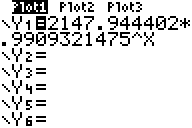 Plot1 Plot2 Plot3
\Y1=2147.944402*
.9909321475^X
\Y2=
\Y3=
\Y4=
\Y5=
\Y6=